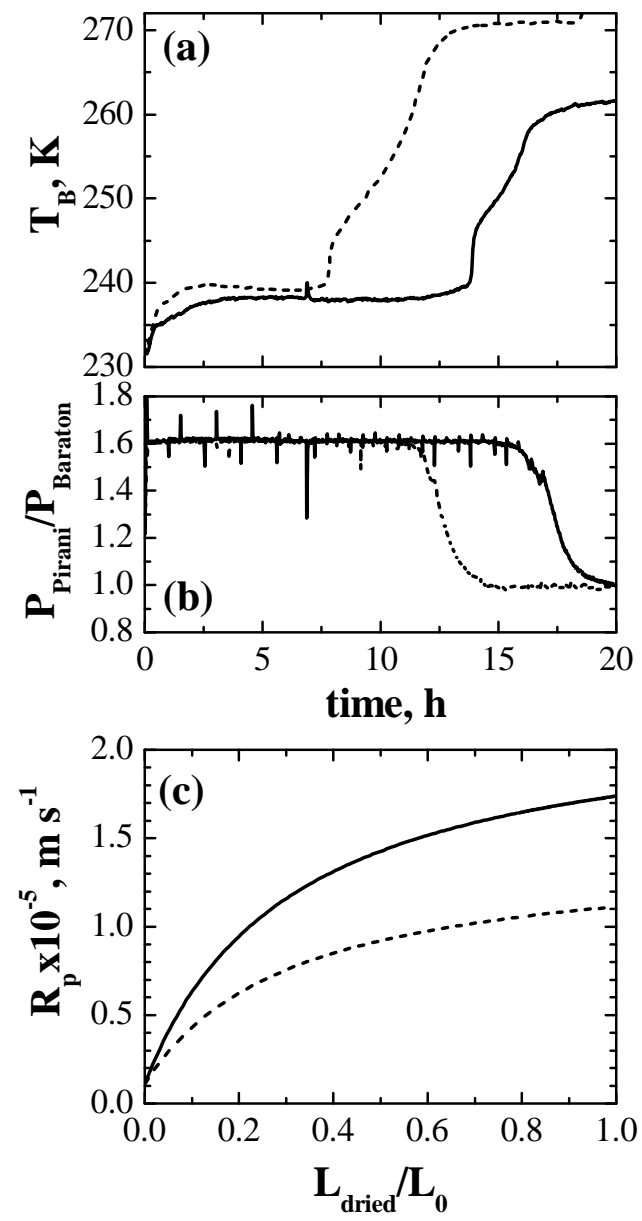 (a)
270
260
250
240
230
T_B, K
(b)
1.8
1.6
1.4
1.2
1.0
0.8
P_Pirani/P_Baraton
0 5 10 15 20
time, h
(c)
2.0
1.5
1.0
0.5
0.0
R_p x10^-5, m s^-1
0.0 0.2 0.4 0.6 0.8 1.0
L_dried/L_0